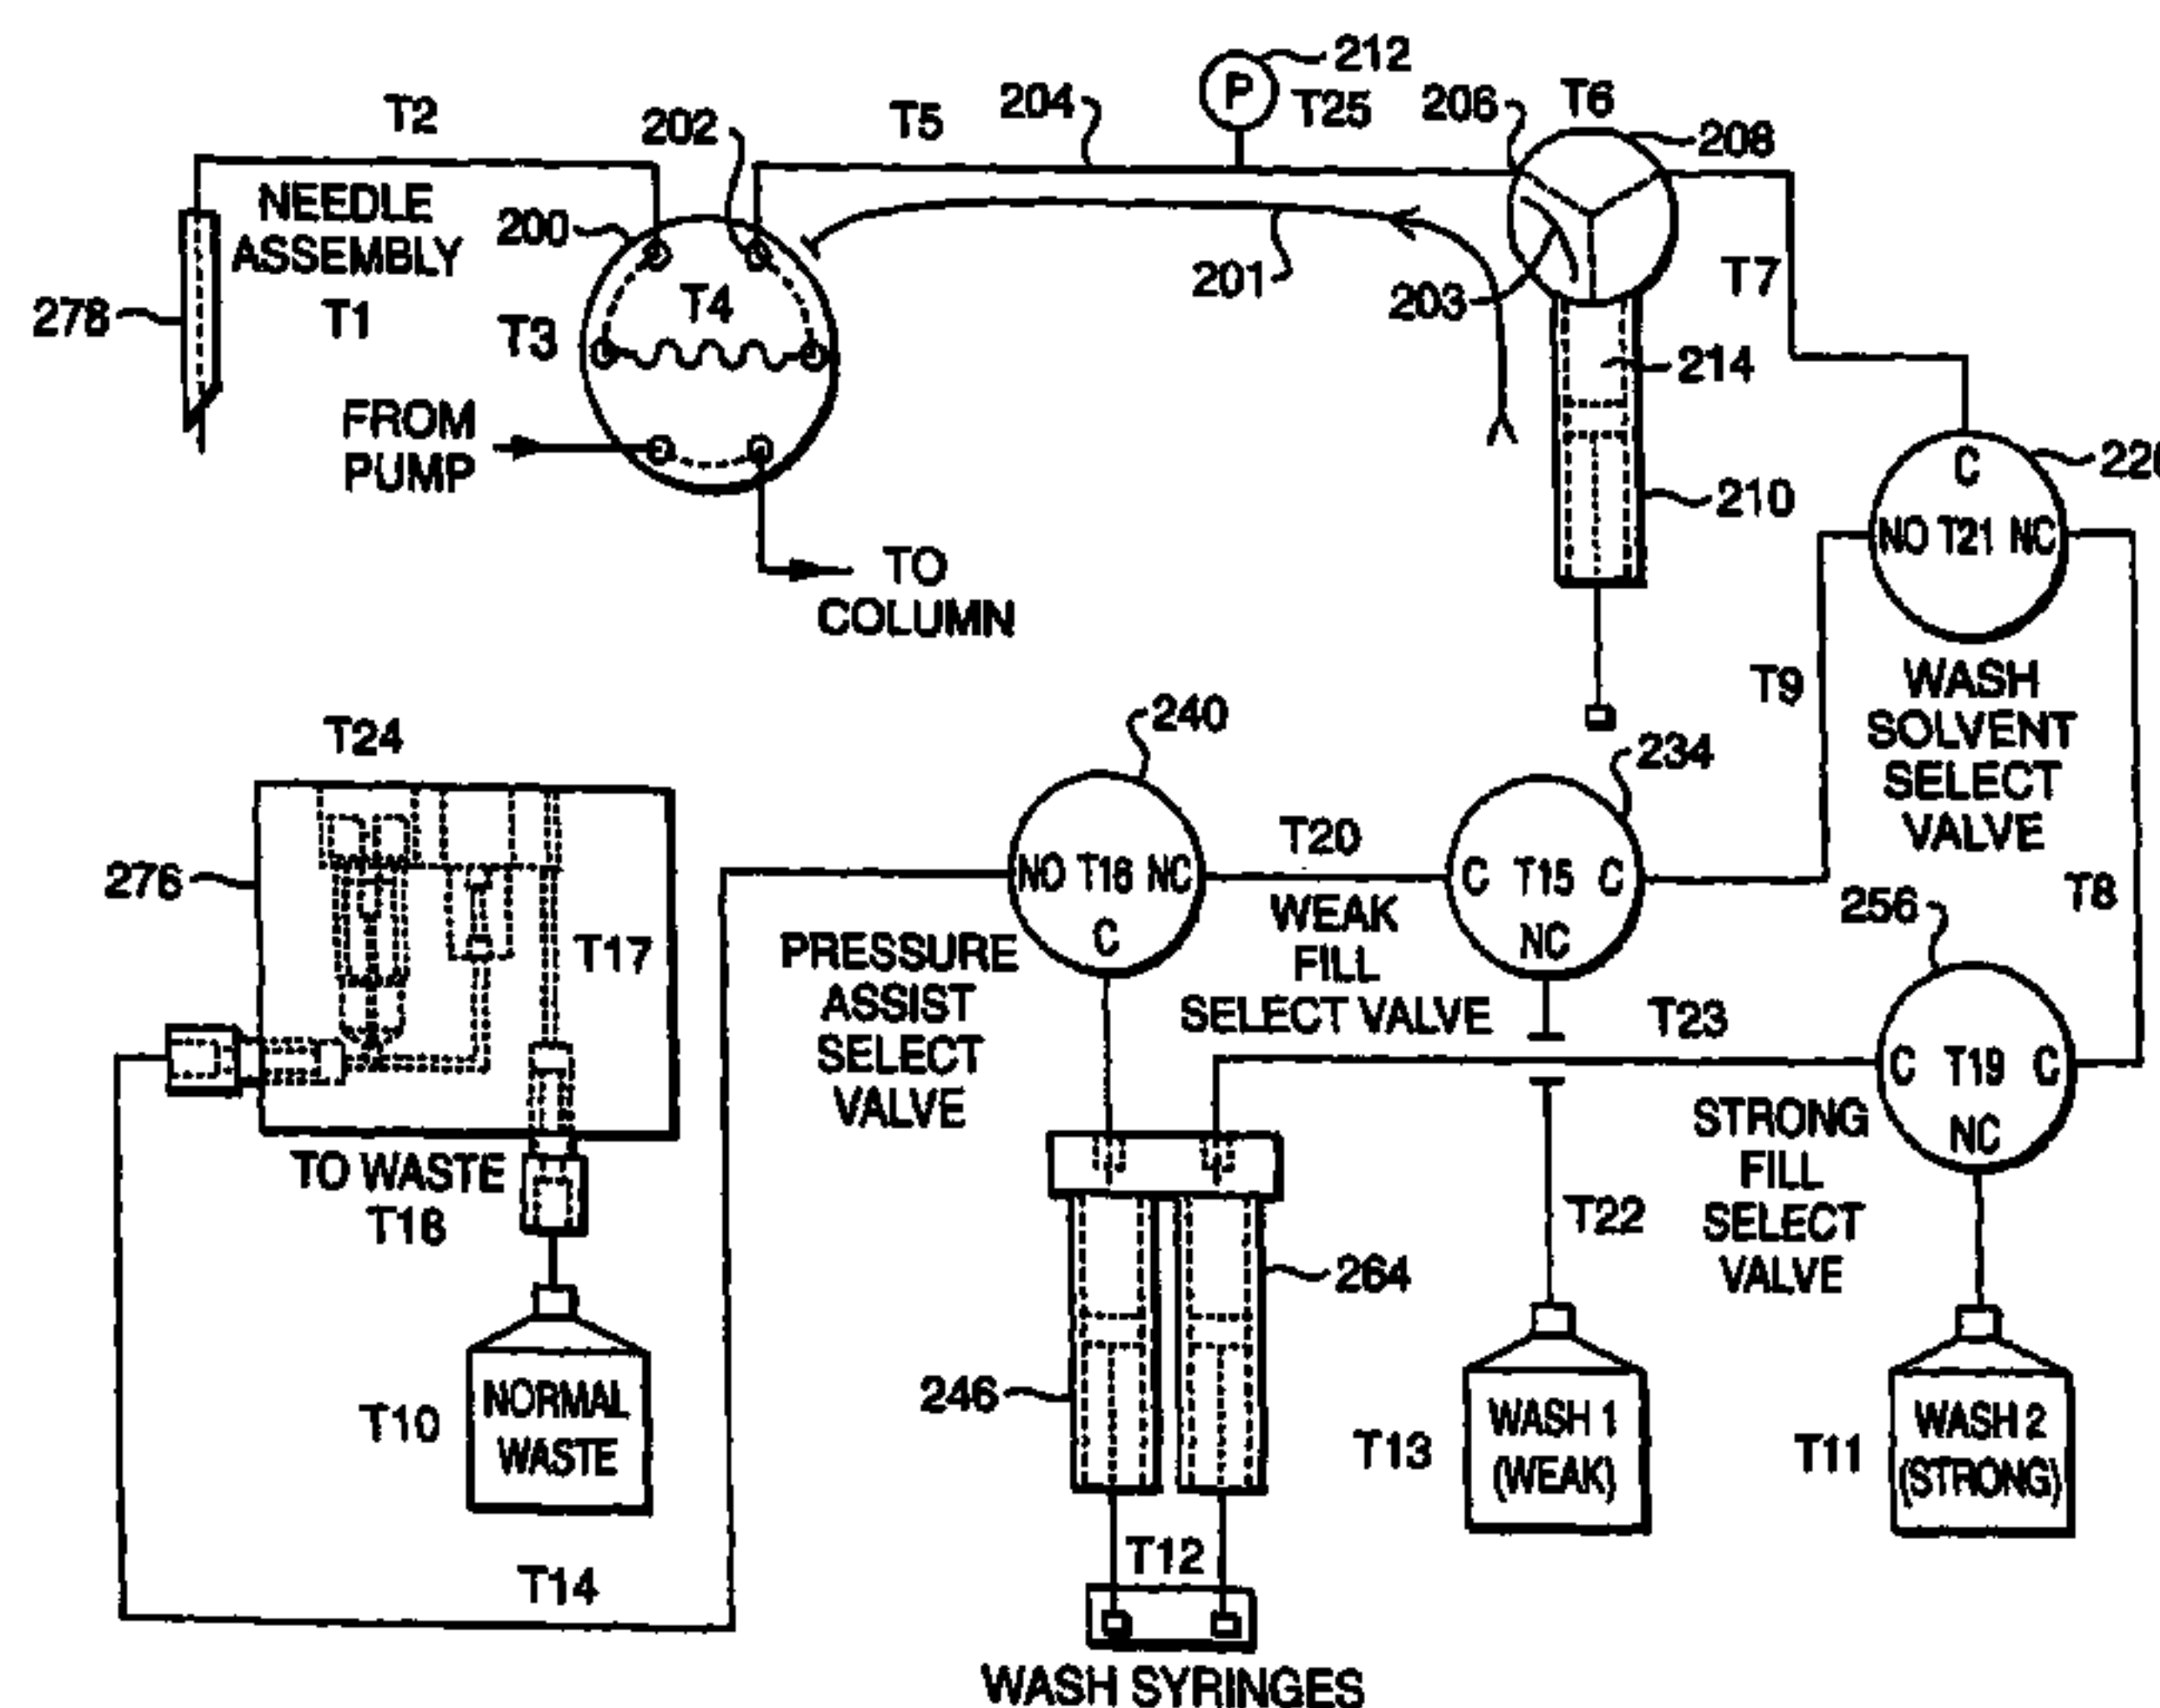 212
T2
202
T5
204
P
T25
206
T6
208
NEEDLE
ASSEMBLY
200
T1
278
T3
T4
201
203
T7
214
FROM
PUMP
210
C
NO T21 NC
TO
COLUMN
WASH
SOLVENT
SELECT
VALVE
T9
T8
240
234
T24
276
T17
NO T16 NC
C
T20
C T15 C
NC
PRESSURE
ASSIST
SELECT
VALVE
WEAK
FILL
SELECT VALVE
256
T23
C T19 C
NC
STRONG
FILL
SELECT
VALVE
TO WASTE
T18
T22
264
246
T10
NORMAL
WASTE
T13
WASH 1
(WEAK)
T11
WASH 2
(STRONG)
T14
T12
WASH SYRINGES